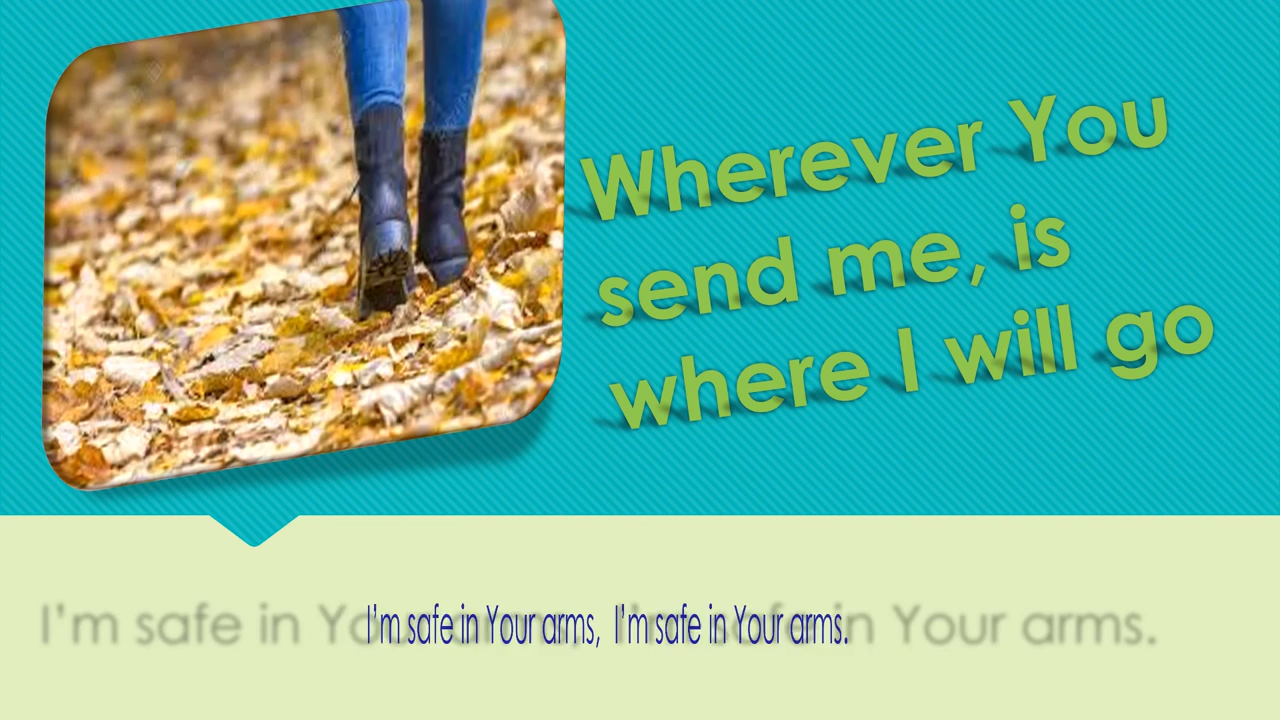 Wherever You
send me, is
where I will go
I'm safe in Your arms, I'm safe in Your arms.